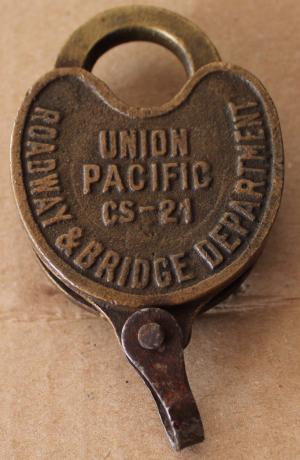 UNION
PACIFIC
CS-21
ROADWAY & BRIDGE DEPARTMENT